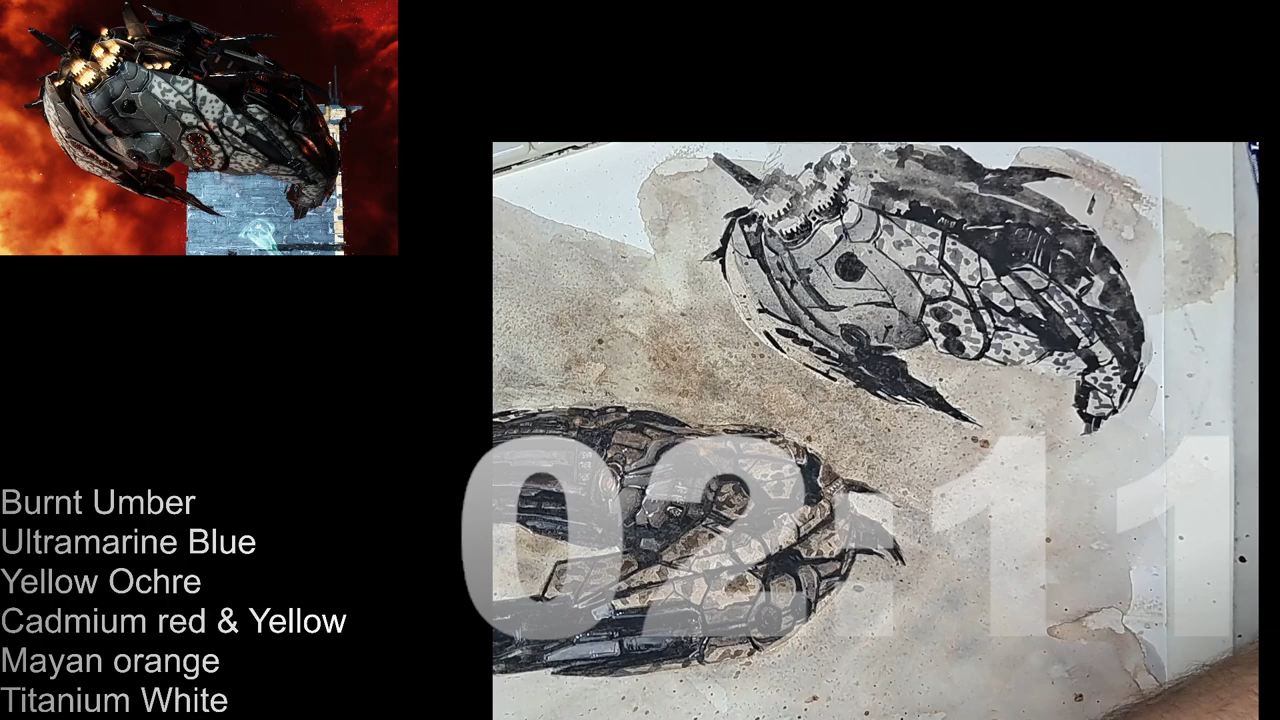 02:11
Burnt Umber
Ultramarine Blue
Yellow Ochre
Cadmium red & Yellow
Mayan orange
Titanium White